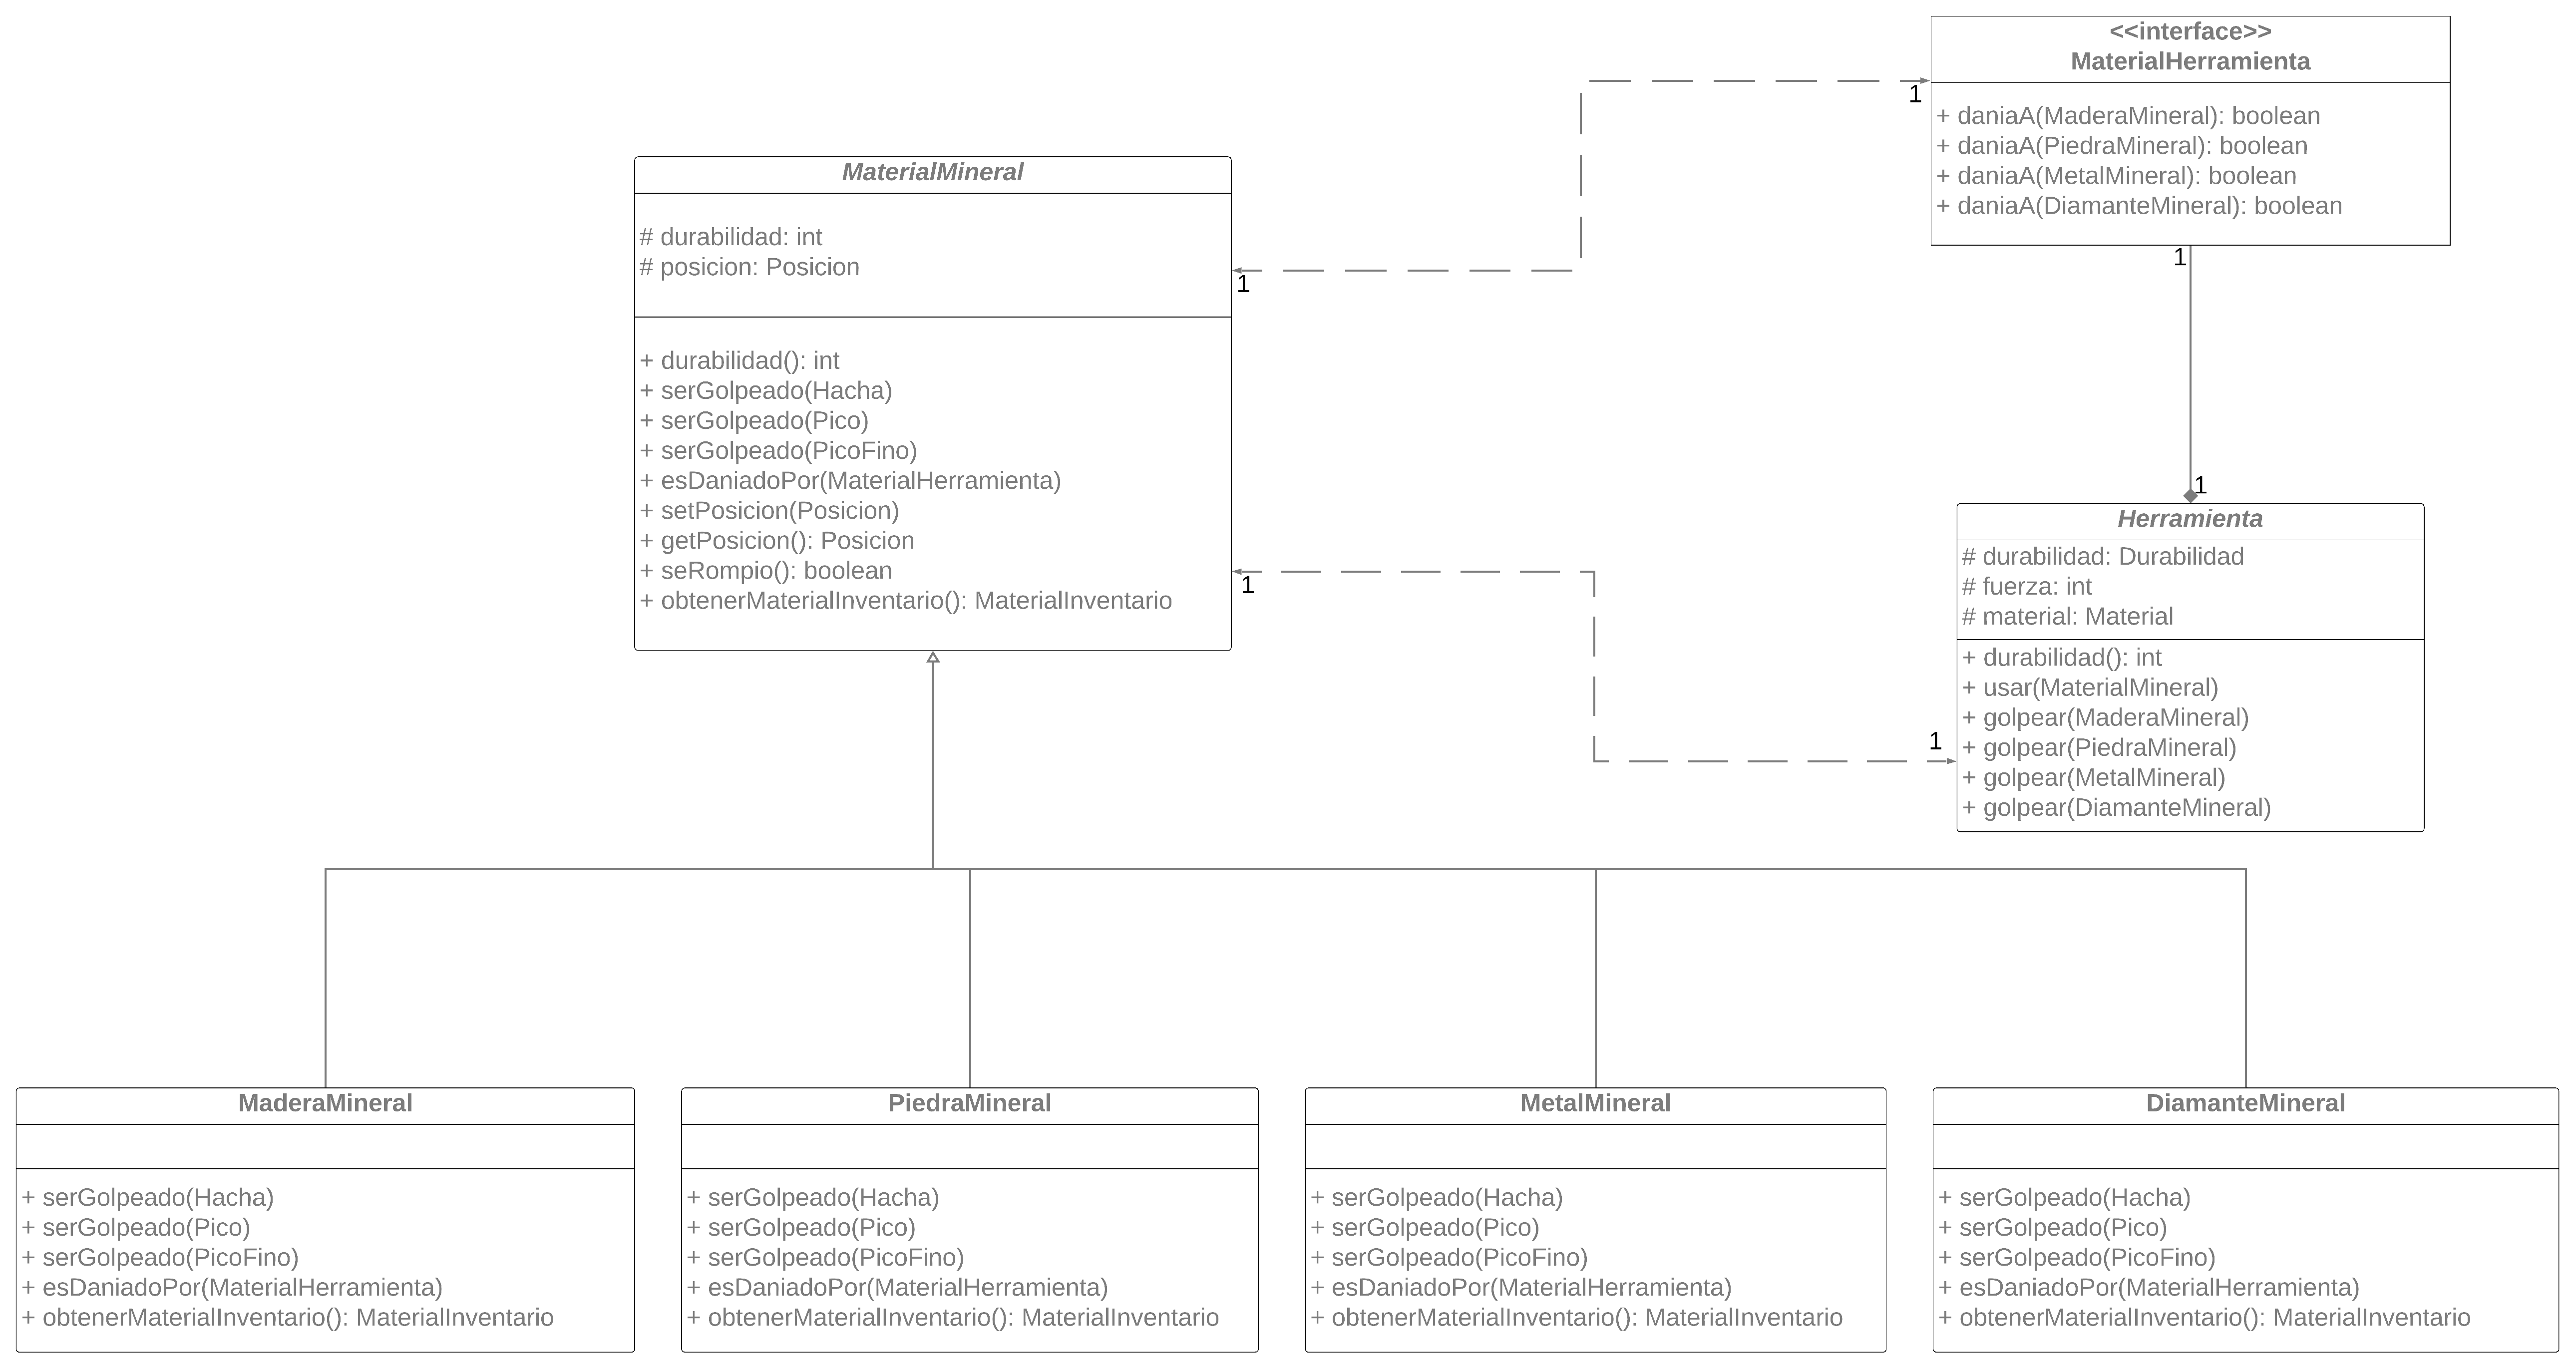 <<interface>>
MaterialHerramienta
+ daniaA(MaderaMineral): boolean
+ daniaA(PiedraMineral): boolean
+ daniaA(MetalMineral): boolean
+ daniaA(DiamanteMineral): boolean
1
1
MaterialMineral
# durabilidad: int
# posicion: Posicion
1
+ durabilidad(): int
+ serGolpeado(Hacha)
+ serGolpeado(Pico)
+ serGolpeado(PicoFino)
+ esDaniadoPor(MaterialHerramienta)
+ setPosicion(Posicion)
+ getPosicion(): Posicion
+ seRompio(): boolean
+ obtenerMaterialInventario(): MaterialInventario
1
1
Herramienta
# durabilidad: Durabilidad
# fuerza: int
# material: Material
+ durabilidad(): int
+ usar(MaterialMineral)
+ golpear(MaderaMineral)
+ golpear(PiedraMineral)
+ golpear(MetalMineral)
+ golpear(DiamanteMineral)
1
MaderaMineral
+ serGolpeado(Hacha)
+ serGolpeado(Pico)
+ serGolpeado(PicoFino)
+ esDaniadoPor(MaterialHerramienta)
+ obtenerMaterialInventario(): MaterialInventario
PiedraMineral
+ serGolpeado(Hacha)
+ serGolpeado(Pico)
+ serGolpeado(PicoFino)
+ esDaniadoPor(MaterialHerramienta)
+ obtenerMaterialInventario(): MaterialInventario
MetalMineral
+ serGolpeado(Hacha)
+ serGolpeado(Pico)
+ serGolpeado(PicoFino)
+ esDaniadoPor(MaterialHerramienta)
+ obtenerMaterialInventario(): MaterialInventario
DiamanteMineral
+ serGolpeado(Hacha)
+ serGolpeado(Pico)
+ serGolpeado(PicoFino)
+ esDaniadoPor(MaterialHerramienta)
+ obtenerMaterialInventario(): MaterialInventario